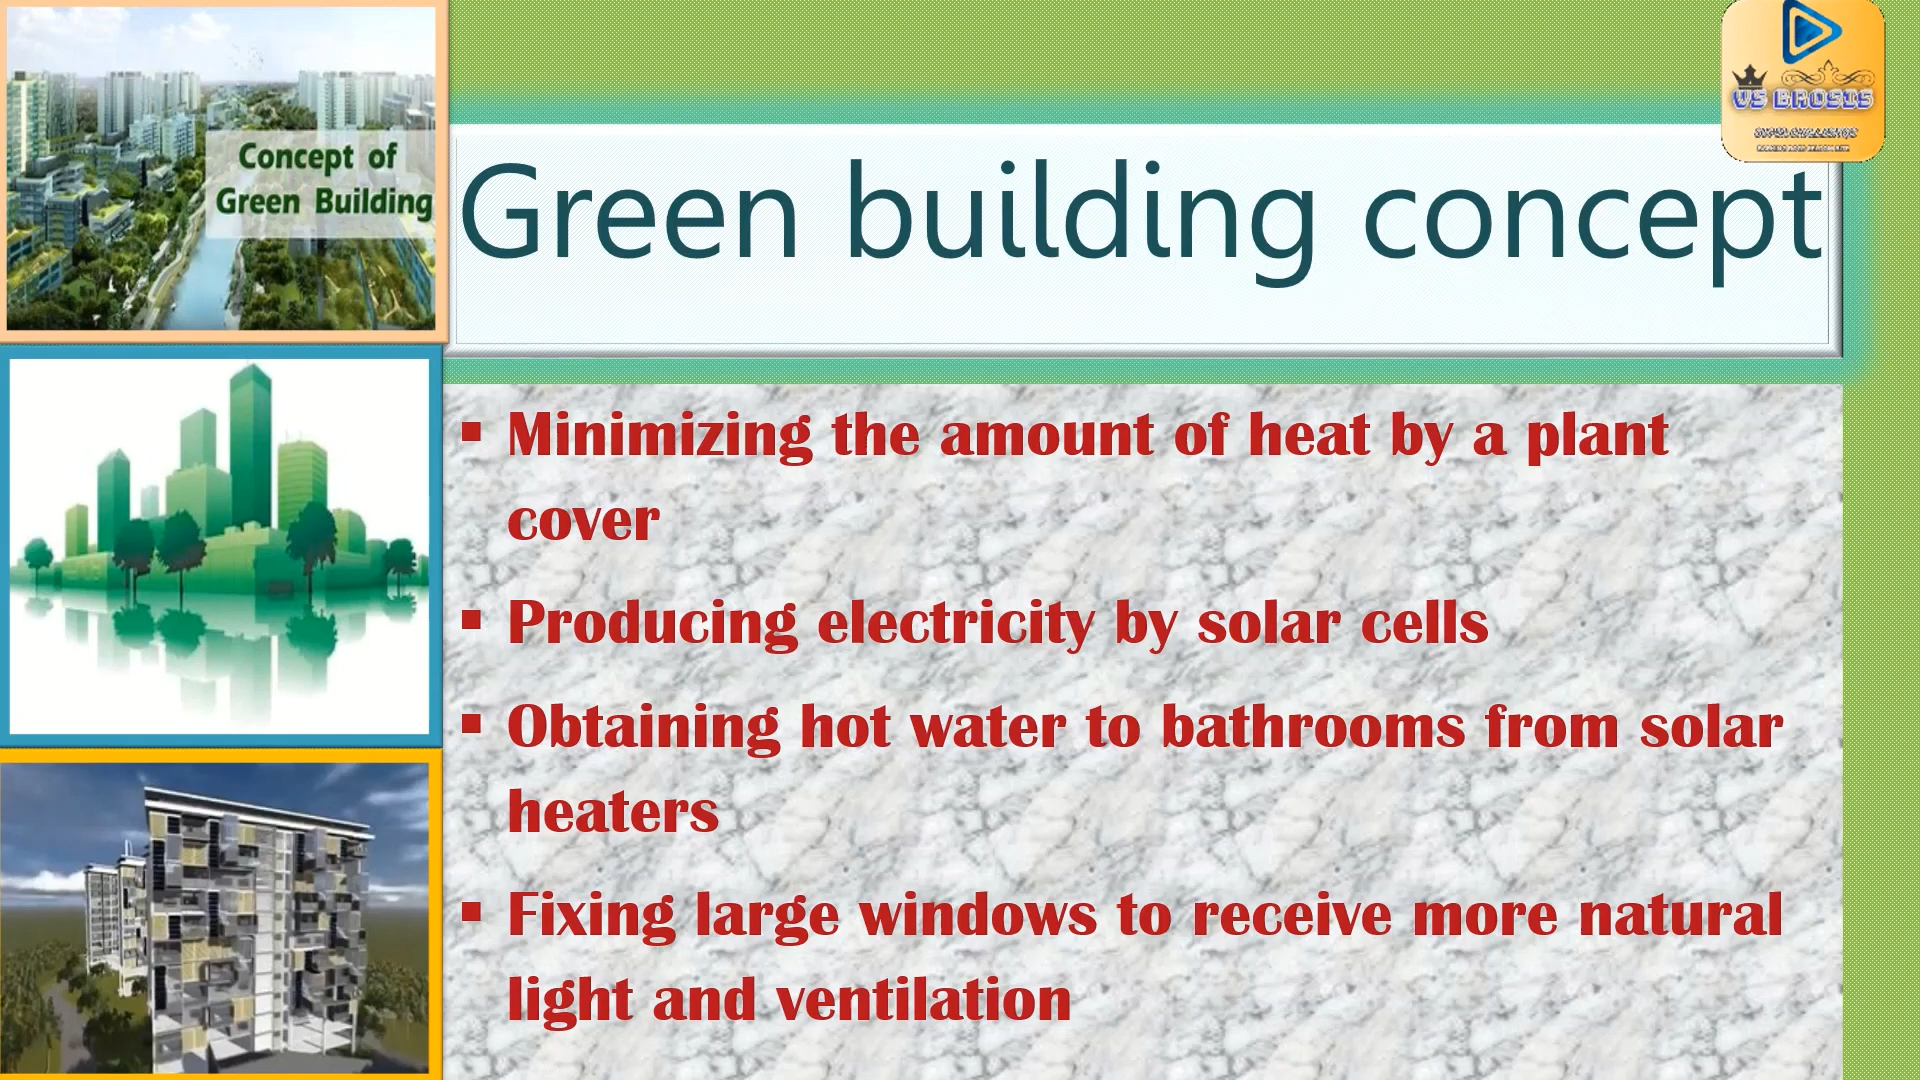 Concept of
Green Building
VS BROSIS
Green building concept
▪ Minimizing the amount of heat by a plant
cover
▪ Producing electricity by solar cells
▪ Obtaining hot water to bathrooms from solar
heaters
▪ Fixing large windows to receive more natural
light and ventilation